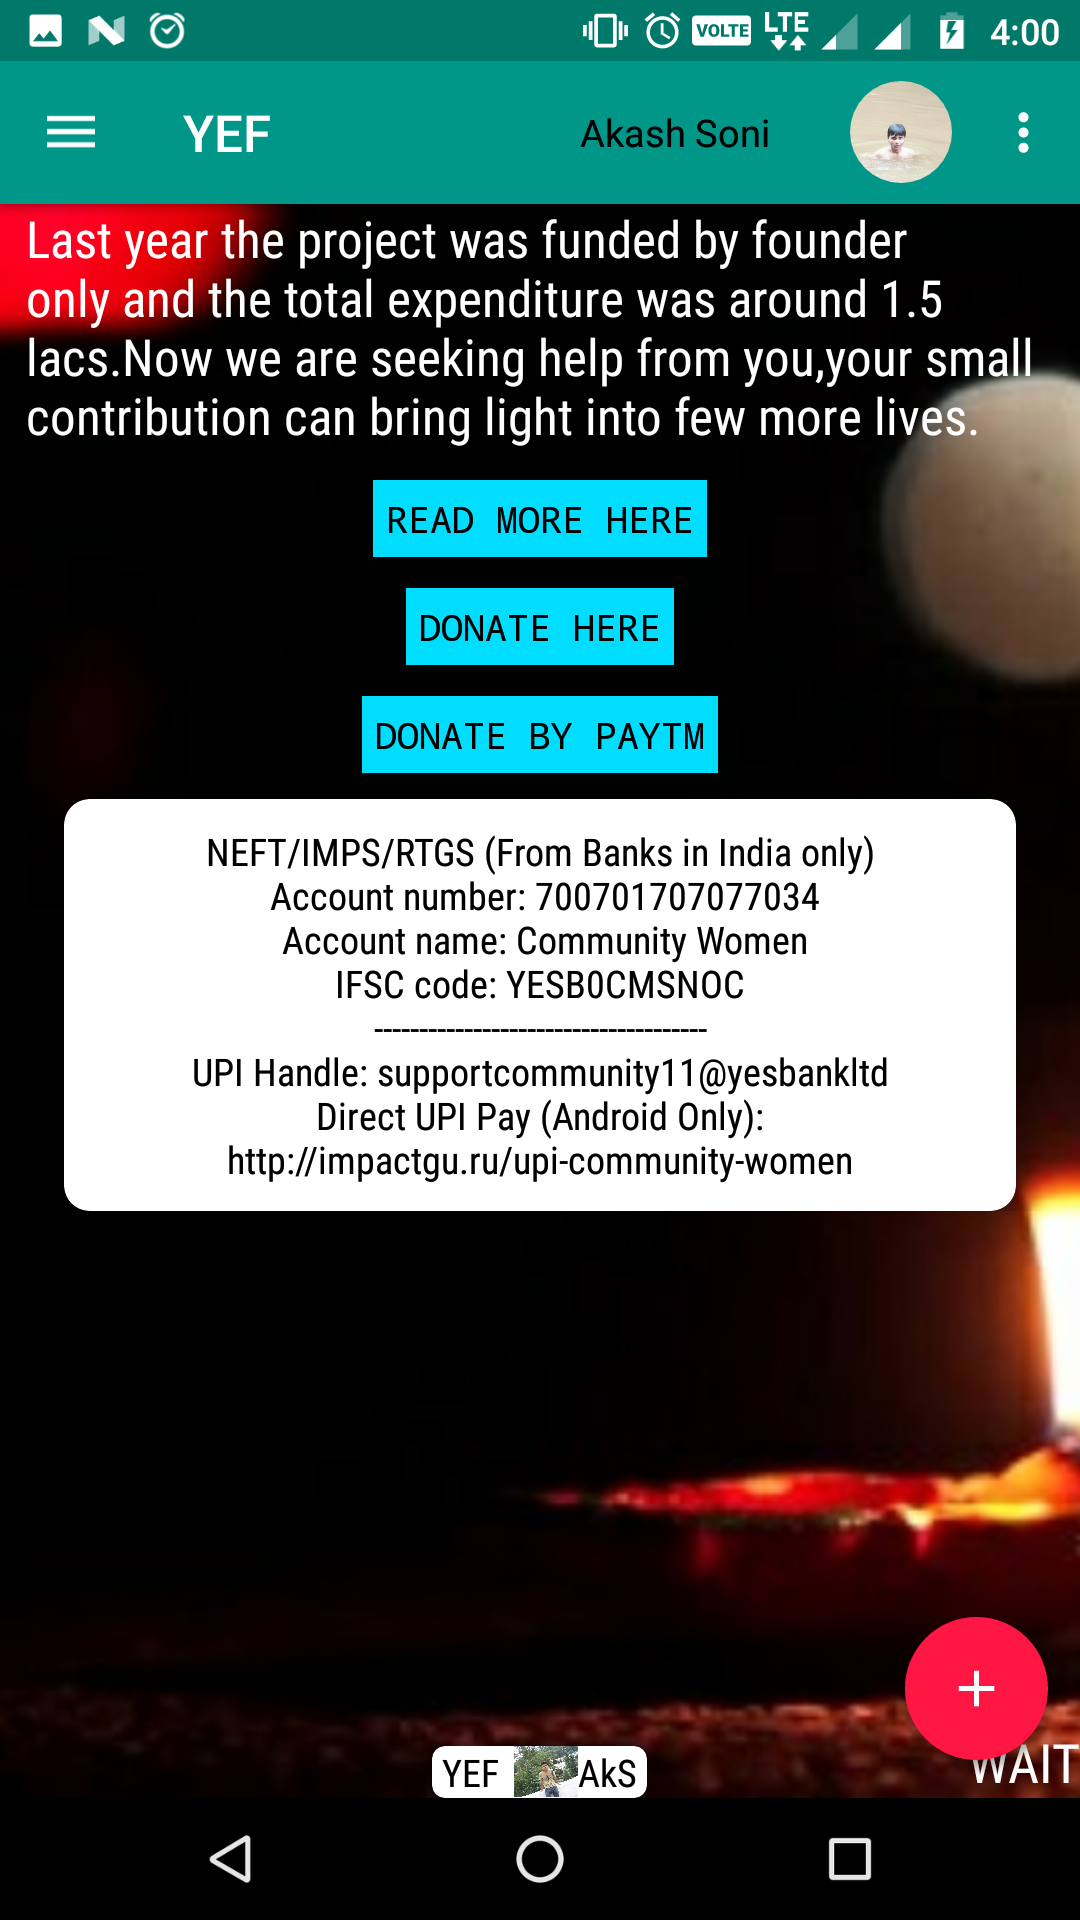 VOLTE LTE 4:00
YEF Akash Soni
Last year the project was funded by founder
only and the total expenditure was around 1.5
lacs.Now we are seeking help from you,your small
contribution can bring light into few more lives.
READ MORE HERE
DONATE HERE
DONATE BY PAYTM
NEFT/IMPS/RTGS (From Banks in India only)
Account number: 700701707077034
Account name: Community Women
IFSC code: YESB0CMSNOC
-------------------------------------
UPI Handle: supportcommunity11@yesbankltd
Direct UPI Pay (Android Only):
http://impactgu.ru/upi-community-women
WAIT
YEF AkS